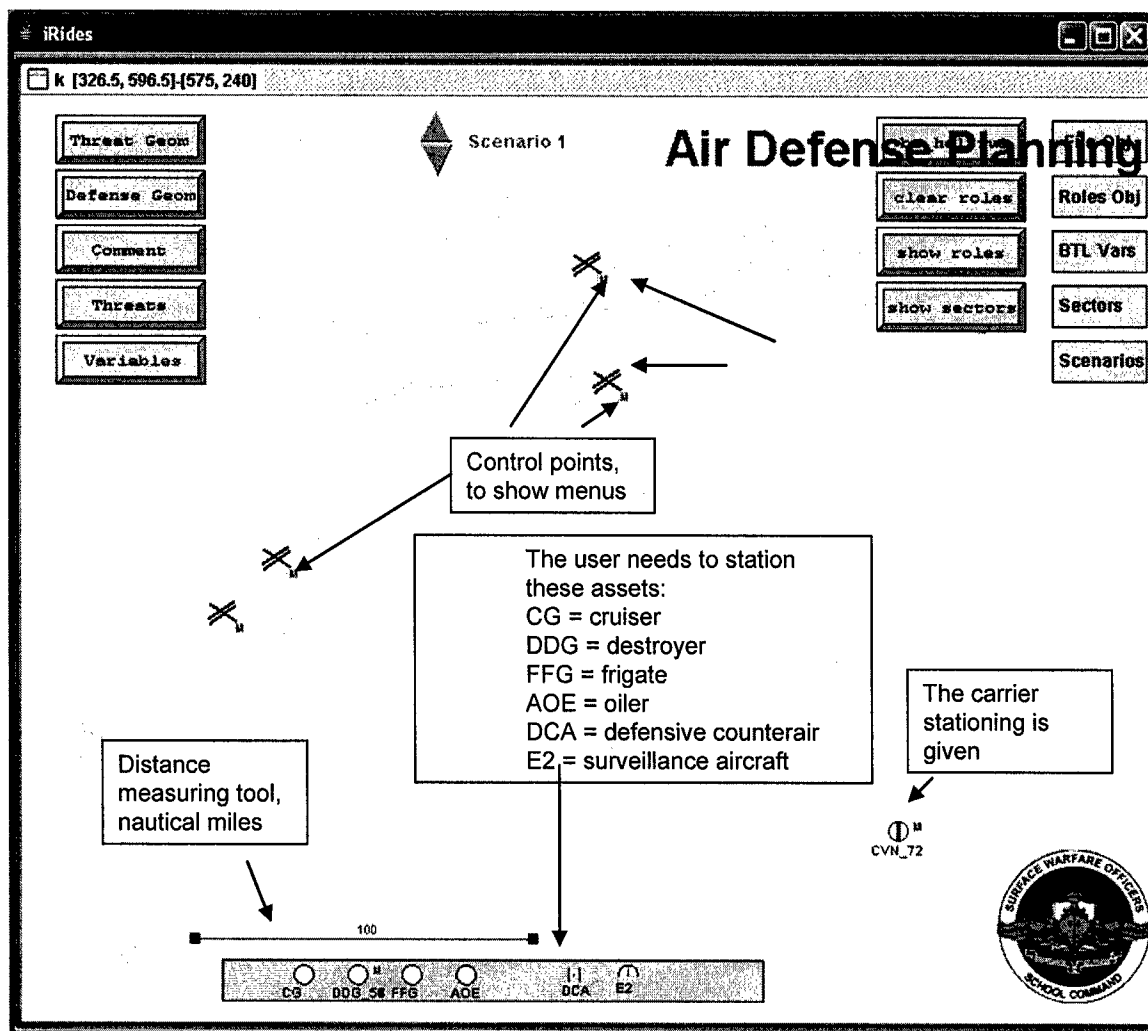 iRides
k [326.5, 596.5]-[575, 240]
Threat Geom
Defense Geom
Comment
Threats
Variables
Scenario 1
Air Defense Planning
clear roles
show roles
show sectors
Roles Obj
BTL Vars
Sectors
Scenarios
M
M
Control points,
to show menus
M
M
The user needs to station
these assets:
CG = cruiser
DDG = destroyer
FFG = frigate
AOE = oiler
DCA = defensive counterair
E2 = surveillance aircraft
The carrier
stationing is
given
Distance
measuring tool,
nautical miles
M
CVN_72
100
M
CG
DDG_56
FFG
AOE
DCA
E2
SURFACE WARFARE OFFICERS
SCHOOL COMMAND